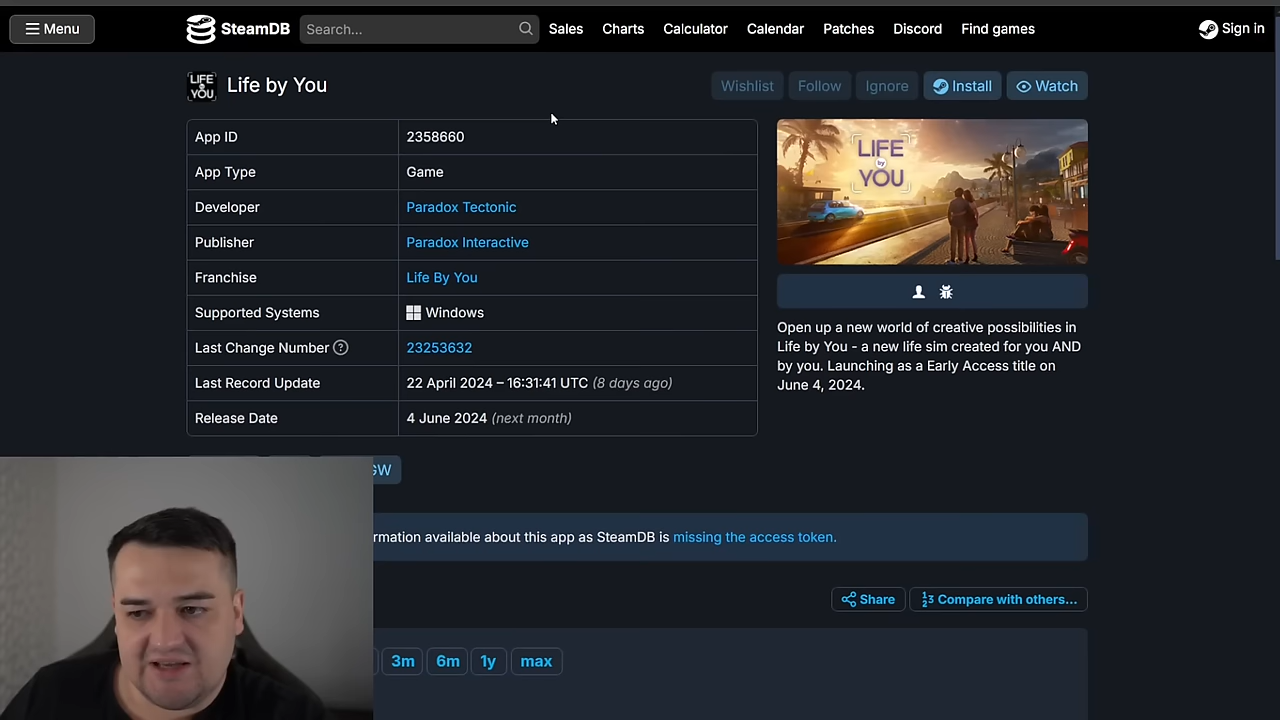 Menu
SteamDB
Search...
Sales
Charts
Calculator
Calendar
Patches
Discord
Find games
Sign in
LIFE
by
YOU
Life by You
Wishlist
Follow
Ignore
Install
Watch
App ID 2358660
App Type Game
Developer Paradox Tectonic
Publisher Paradox Interactive
Franchise Life By You
Supported Systems Windows
Last Change Number ? 23253632
Last Record Update 22 April 2024 – 16:31:41 UTC (8 days ago)
Release Date 4 June 2024 (next month)
LIFE
by
YOU
Open up a new world of creative possibilities in
Life by You - a new life sim created for you AND
by you. Launching as a Early Access title on
June 4, 2024.
GW
rmation available about this app as SteamDB is missing the access token.
Share
Compare with others...
3m
6m
1y
max